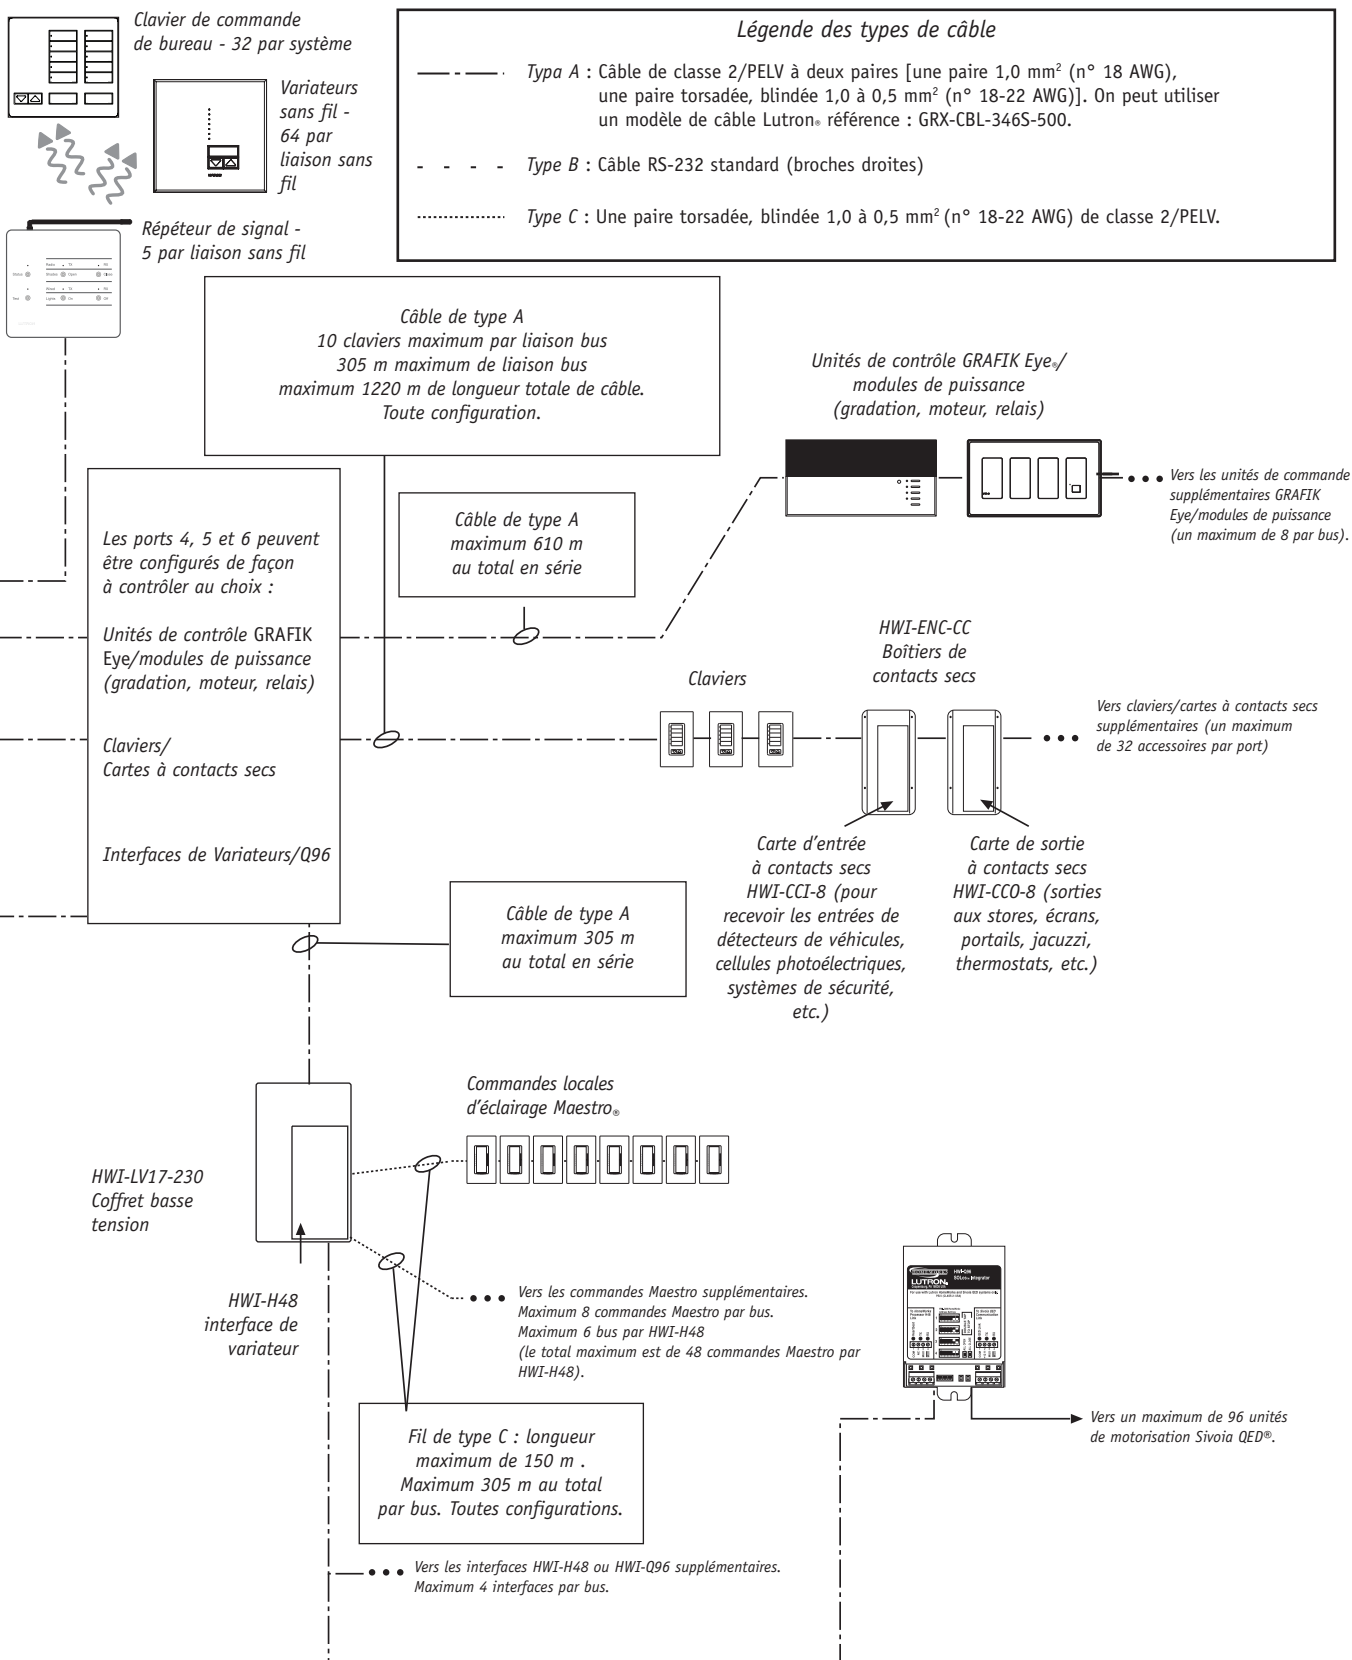 Clavier de commande
de bureau - 32 par système
Variateurs
sans fil -
64 par
liaison sans
fil
Répéteur de signal -
5 par liaison sans fil
Légende des types de câble
Typa A : Câble de classe 2/PELV à deux paires [une paire 1,0 mm² (n° 18 AWG),
une paire torsadée, blindée 1,0 à 0,5 mm² (n° 18-22 AWG)]. On peut utiliser
un modèle de câble Lutron® référence : GRX-CBL-346S-500.
Type B : Câble RS-232 standard (broches droites)
Type C : Une paire torsadée, blindée 1,0 à 0,5 mm² (n° 18-22 AWG) de classe 2/PELV.
Câble de type A
10 claviers maximum par liaison bus
305 m maximum de liaison bus
maximum 1220 m de longueur totale de câble.
Toute configuration.
Unités de contrôle GRAFIK Eye®/
modules de puissance
(gradation, moteur, relais)
Vers les unités de commande
supplémentaires GRAFIK
Eye/modules de puissance
(un maximum de 8 par bus).
Câble de type A
maximum 610 m
au total en série
Les ports 4, 5 et 6 peuvent
être configurés de façon
à contrôler au choix :
Unités de contrôle GRAFIK
Eye/modules de puissance
(gradation, moteur, relais)
Claviers/
Cartes à contacts secs
Interfaces de Variateurs/Q96
Claviers
HWI-ENC-CC
Boîtiers de
contacts secs
Vers claviers/cartes à contacts secs
supplémentaires (un maximum
de 32 accessoires par port)
Carte d'entrée
à contacts secs
HWI-CCI-8 (pour
recevoir les entrées de
détecteurs de véhicules,
cellules photoélectriques,
systèmes de sécurité,
etc.)
Carte de sortie
à contacts secs
HWI-CCO-8 (sorties
aux stores, écrans,
portails, jacuzzi,
thermostats, etc.)
Câble de type A
maximum 305 m
au total en série
Commandes locales
d'éclairage Maestro®
HWI-LV17-230
Coffret basse
tension
HWI-H48
interface de
variateur
Vers les commandes Maestro supplémentaires.
Maximum 8 commandes Maestro par bus.
Maximum 6 bus par HWI-H48
(le total maximum est de 48 commandes Maestro par
HWI-H48).
Fil de type C : longueur
maximum de 150 m .
Maximum 305 m au total
par bus. Toutes configurations.
LUTRON
Vers un maximum de 96 unités
de motorisation Sivoia QED®.
Vers les interfaces HWI-H48 ou HWI-Q96 supplémentaires.
Maximum 4 interfaces par bus.